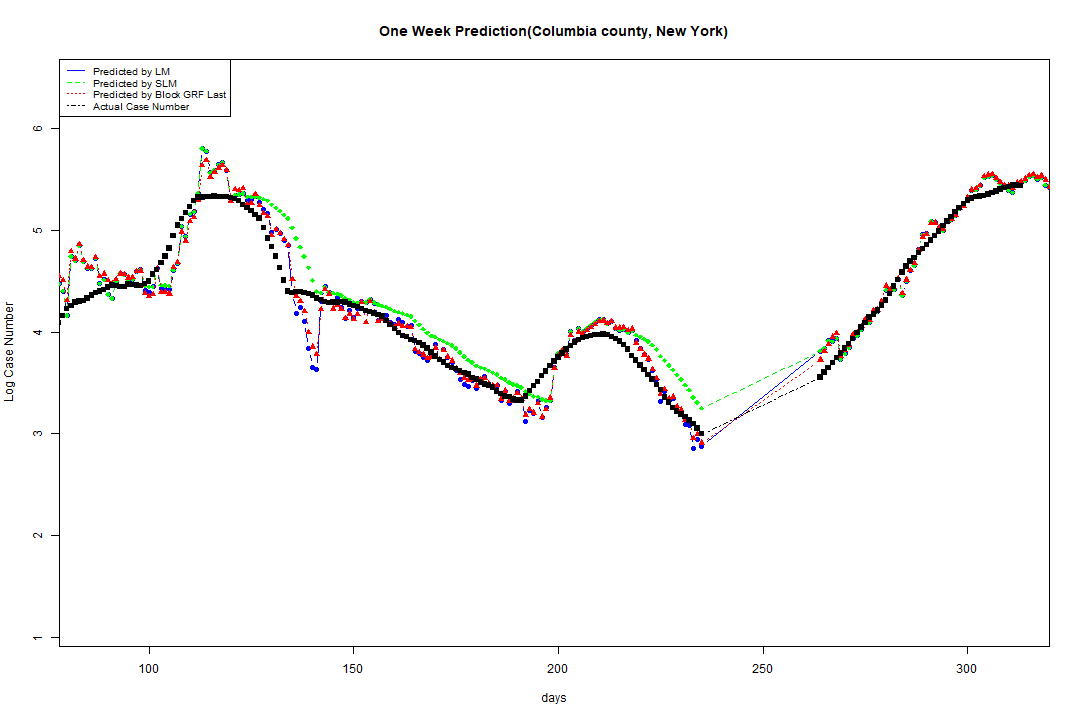 One Week Prediction(Columbia county, New York)
Predicted by LM
Predicted by SLM
Predicted by Block GRF Last
Actual Case Number
Log Case Number
6
5
4
3
2
1
100 150 200 250 300
days